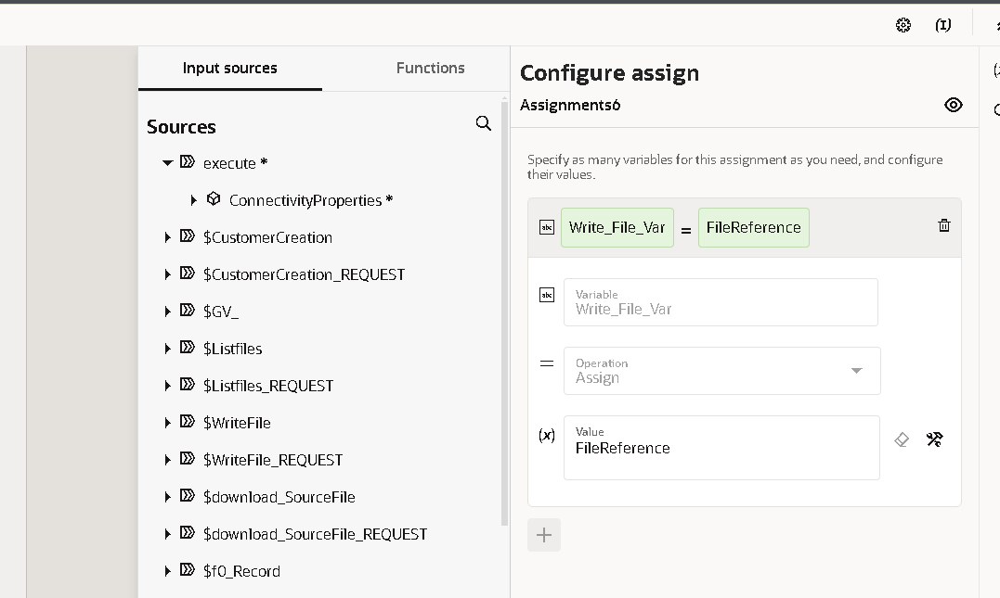 Input sources
Functions
Sources
execute *
ConnectivityProperties *
$CustomerCreation
$CustomerCreation_REQUEST
$GV_
$Listfiles
$Listfiles_REQUEST
$WriteFile
$WriteFile_REQUEST
$download_SourceFile
$download_SourceFile_REQUEST
$f0_Record
Configure assign
Assignments6
Specify as many variables for this assignment as you need, and configure
their values.
abc Write_File_Var = FileReference
abc Variable
Write_File_Var
Operation
Assign
(x) Value
FileReference